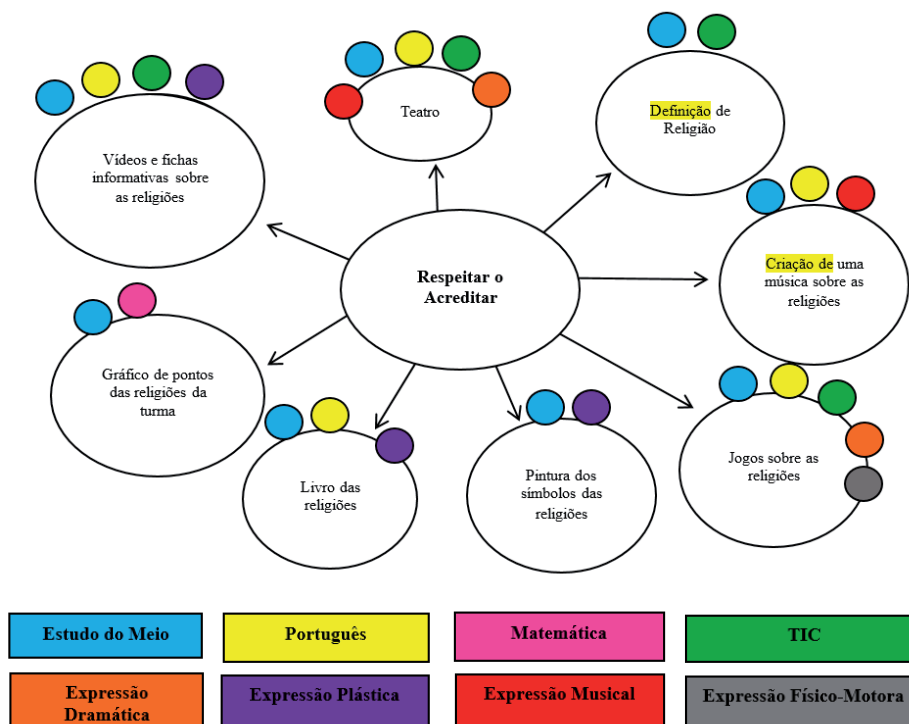 Teatro
Definição de
Religião
Vídeos e fichas
informativas sobre
as religiões
Respeitar o
Acreditar
Criação de uma
música sobre as
religiões
Gráfico de pontos
das religiões da
turma
Livro das
religiões
Pintura dos
símbolos das
religiões
Jogos sobre as
religiões
Estudo do Meio
Português
Matemática
TIC
Expressão
Dramática
Expressão Plástica
Expressão Musical
Expressão Físico-Motora